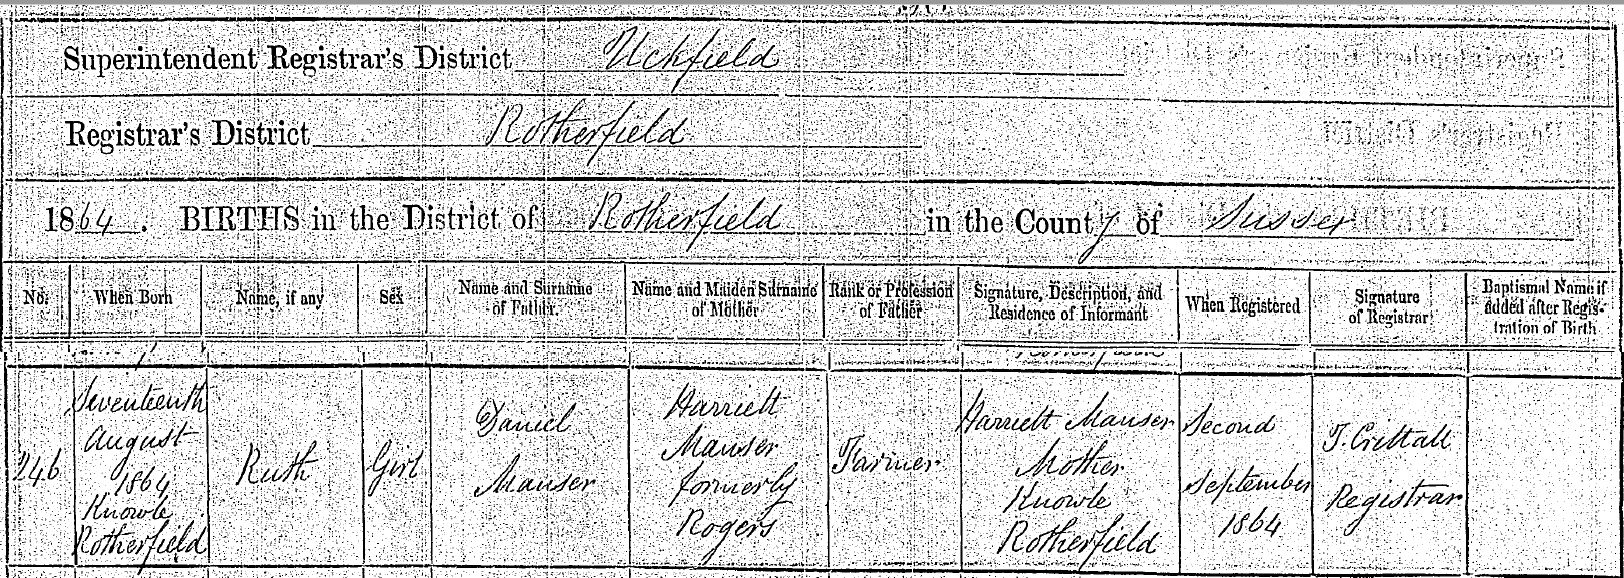 Superintendent Registrar's District Uckfield
Registrar's District Rotherfield
1864. BIRTHS in the District of Rotherfield in the County of Sussex
No. When Born Name, if any Sex Name and Surname of Father. Name and Maiden Surname of Mother Rank or Profession of Father Signature, Description, and Residence of Informant When Registered Signature of Registrar Baptismal Name if added after Registration of Birth
246
Seventeenth
August
1864
Knowle
Rotherfield
Ruth
Girl
Daniel
Mauser
Harriett
Mauser
formerly
Rogers
Farmer
Harriett Mauser
Mother
Knowle
Rotherfield
Second
September
1864
T. Crittall
Registrar